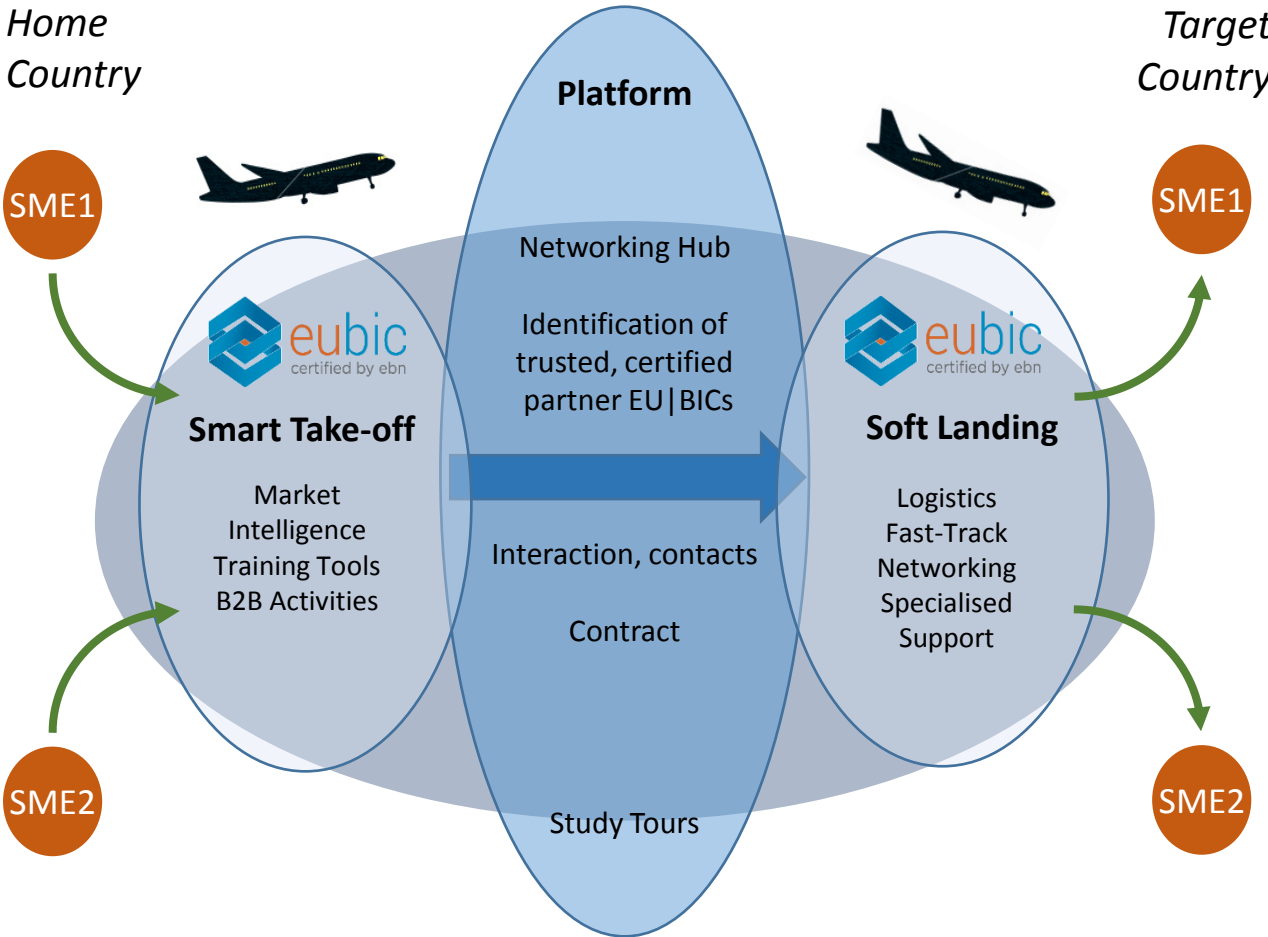 Home
Country
Target
Country
Platform
SME1
SME1
Networking Hub
eubic
certified by ebn
eubic
certified by ebn
Identification of
trusted, certified
partner EU|BICs
Smart Take-off
Soft Landing
Market
Intelligence
Training Tools
B2B Activities
Logistics
Fast-Track
Networking
Specialised
Support
Interaction, contacts
Contract
SME2
SME2
Study Tours